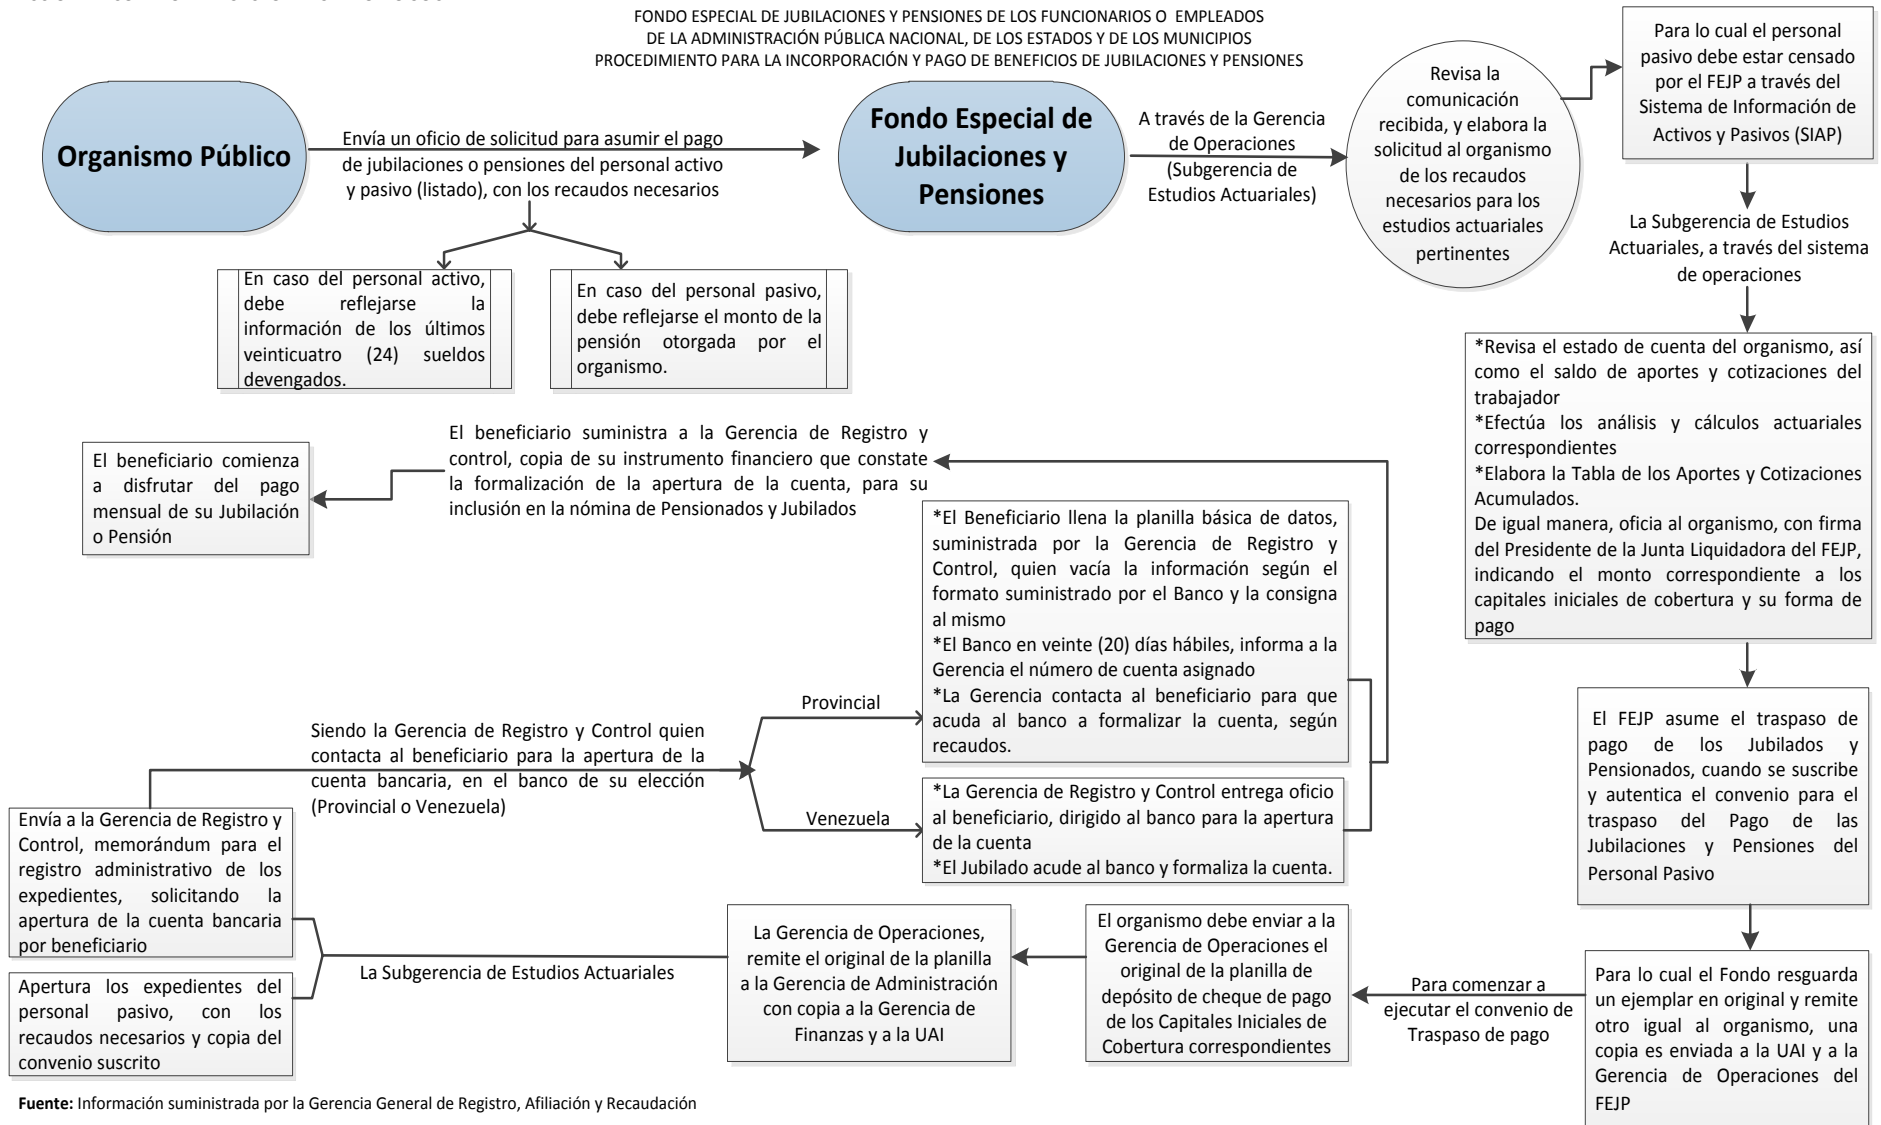 FONDO ESPECIAL DE JUBILACIONES Y PENSIONES DE LOS FUNCIONARIOS O EMPLEADOS
DE LA ADMINISTRACIÓN PÚBLICA NACIONAL, DE LOS ESTADOS Y DE LOS MUNICIPIOS
PROCEDIMIENTO PARA LA INCORPORACIÓN Y PAGO DE BENEFICIOS DE JUBILACIONES Y PENSIONES
Organismo Público
Envía un oficio de solicitud para asumir el pago
de jubilaciones o pensiones del personal activo
y pasivo (listado), con los recaudos necesarios
En caso del personal activo,
debe reflejarse la
información de los últimos
veinticuatro (24) sueldos
devengados.
En caso del personal pasivo,
debe reflejarse el monto de la
pensión otorgada por el
organismo.
Fondo Especial de
Jubilaciones y
Pensiones
A través de la Gerencia
de Operaciones
(Subgerencia de
Estudios Actuariales)
Revisa la
comunicación
recibida, y elabora la
solicitud al organismo
de los recaudos
necesarios para los
estudios actuariales
pertinentes
Para lo cual el personal
pasivo debe estar censado
por el FEJP a través del
Sistema de Información de
Activos y Pasivos (SIAP)
La Subgerencia de Estudios
Actuariales, a través del sistema
de operaciones
*Revisa el estado de cuenta del organismo, así
como el saldo de aportes y cotizaciones del
trabajador
*Efectúa los análisis y cálculos actuariales
correspondientes
*Elabora la Tabla de los Aportes y Cotizaciones
Acumulados.
De igual manera, oficia al organismo, con firma
del Presidente de la Junta Liquidadora del FEJP,
indicando el monto correspondiente a los
capitales iniciales de cobertura y su forma de
pago
El FEJP asume el traspaso de
pago de los Jubilados y
Pensionados, cuando se suscribe
y autentica el convenio para el
traspaso del Pago de las
Jubilaciones y Pensiones del
Personal Pasivo
Para lo cual el Fondo resguarda
un ejemplar en original y remite
otro igual al organismo, una
copia es enviada a la UAI y a la
Gerencia de Operaciones del
FEJP
Para comenzar a
ejecutar el convenio de
Traspaso de pago
El organismo debe enviar a la
Gerencia de Operaciones el
original de la planilla de
depósito de cheque de pago
de los Capitales Iniciales de
Cobertura correspondientes
La Gerencia de Operaciones,
remite el original de la planilla
a la Gerencia de Administración
con copia a la Gerencia de
Finanzas y a la UAI
La Subgerencia de Estudios Actuariales
Envía a la Gerencia de Registro y
Control, memorándum para el
registro administrativo de los
expedientes, solicitando la
apertura de la cuenta bancaria
por beneficiario
Apertura los expedientes del
personal pasivo, con los
recaudos necesarios y copia del
convenio suscrito
Siendo la Gerencia de Registro y Control quien
contacta al beneficiario para la apertura de la
cuenta bancaria, en el banco de su elección
(Provincial o Venezuela)
Provincial
*El Beneficiario llena la planilla básica de datos,
suministrada por la Gerencia de Registro y
Control, quien vacía la información según el
formato suministrado por el Banco y la consigna
al mismo
*El Banco en veinte (20) días hábiles, informa a la
Gerencia el número de cuenta asignado
*La Gerencia contacta al beneficiario para que
acuda al banco a formalizar la cuenta, según
recaudos.
Venezuela
*La Gerencia de Registro y Control entrega oficio
al beneficiario, dirigido al banco para la apertura
de la cuenta
*El Jubilado acude al banco y formaliza la cuenta.
El beneficiario suministra a la Gerencia de Registro y
control, copia de su instrumento financiero que constate
la formalización de la apertura de la cuenta, para su
inclusión en la nómina de Pensionados y Jubilados
El beneficiario comienza
a disfrutar del pago
mensual de su Jubilación
o Pensión
Fuente: Información suministrada por la Gerencia General de Registro, Afiliación y Recaudación